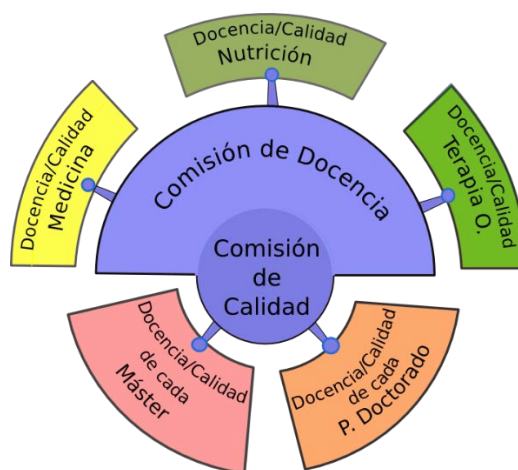 Docencia/Calidad
Nutrición
Docencia/Calidad
Medicina
Docencia/Calidad
Terapia O.
Comisión de Docencia
Comisión
de
Calidad
Docencia/Calidad
de cada
Máster
Docencia/Calidad
de cada
P. Doctorado